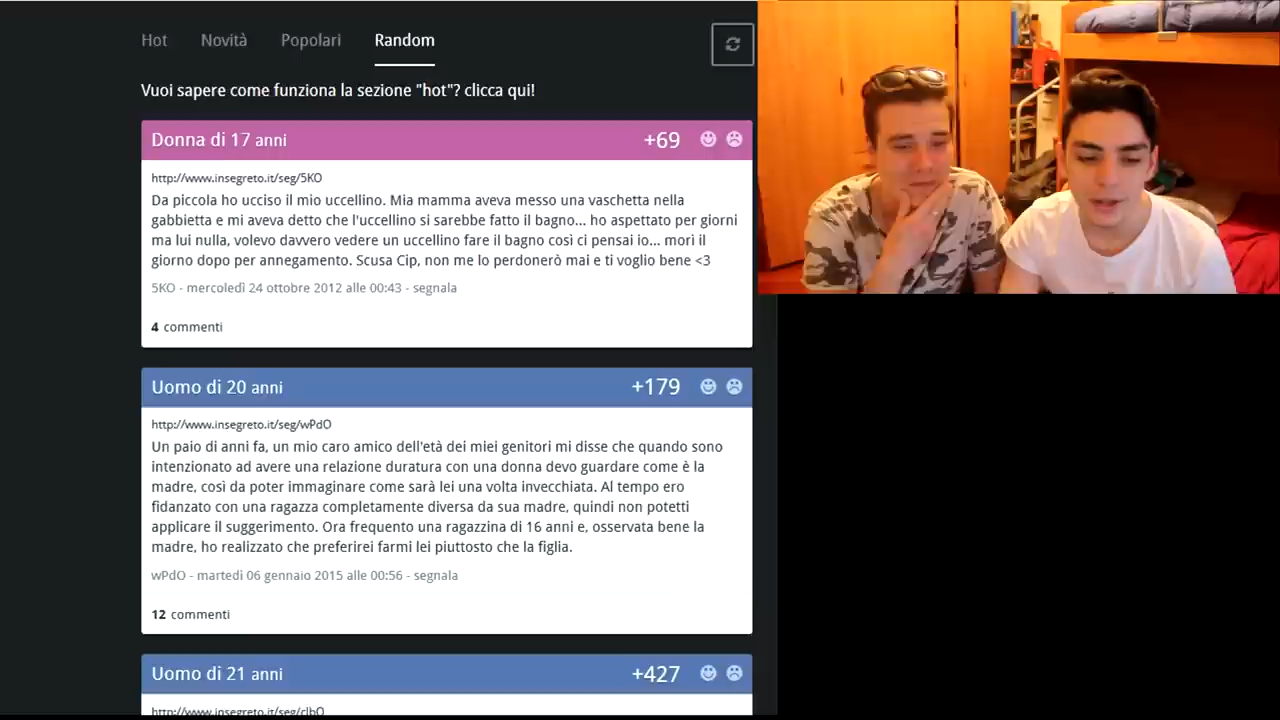 Hot Novità Popolari Random
Vuoi sapere come funziona la sezione "hot"? clicca qui!
Donna di 17 anni +69
http://www.insegreto.it/seg/5KO
Da piccola ho ucciso il mio uccellino. Mia mamma aveva messo una vaschetta nella
gabbietta e mi aveva detto che l'uccellino si sarebbe fatto il bagno... ho aspettato per giorni
ma lui nulla, volevo davvero vedere un uccellino fare il bagno così ci pensai io... morì il
giorno dopo per annegamento. Scusa Cip, non me lo perdonerò mai e ti voglio bene <3
5KO - mercoledì 24 ottobre 2012 alle 00:43 - segnala
4 commenti
Uomo di 20 anni +179
http://www.insegreto.it/seg/wPdO
Un paio di anni fa, un mio caro amico dell'età dei miei genitori mi disse che quando sono
intenzionato ad avere una relazione duratura con una donna devo guardare come è la
madre, così da poter immaginare come sarà lei una volta invecchiata. Al tempo ero
fidanzato con una ragazza completamente diversa da sua madre, quindi non potetti
applicare il suggerimento. Ora frequento una ragazzina di 16 anni e, osservata bene la
madre, ho realizzato che preferirei farmi lei piuttosto che la figlia.
wPdO - martedì 06 gennaio 2015 alle 00:56 - segnala
12 commenti
Uomo di 21 anni +427
http://www.insegreto.it/seg/clbO